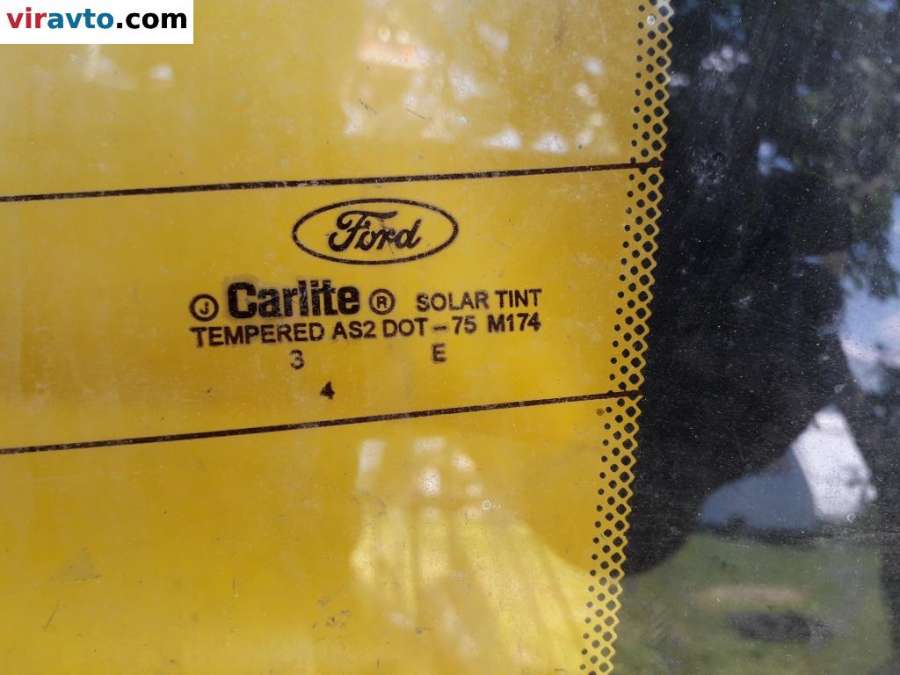 viravto.com
Ford
J Carlite ® SOLAR TINT
TEMPERED AS2 DOT-75 M174
3 E
4